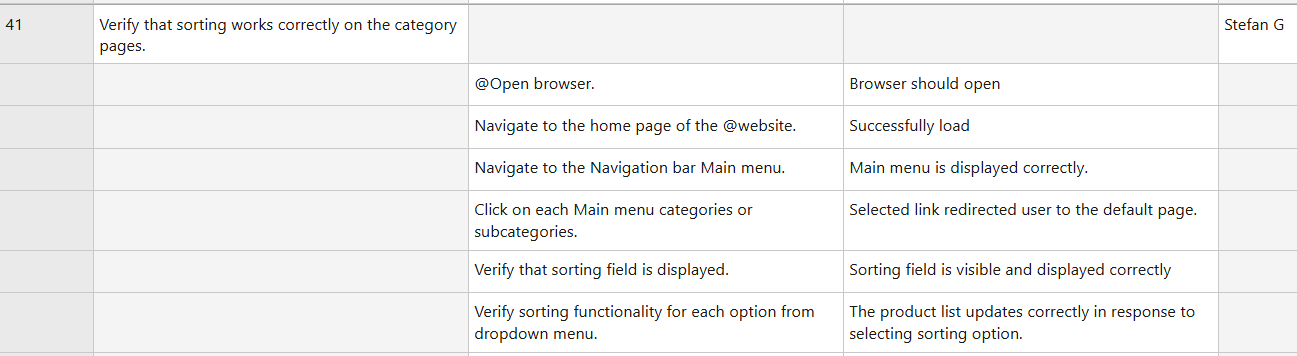 41
Verify that sorting works correctly on the category
pages.
Stefan G
@Open browser.
Browser should open
Navigate to the home page of the @website.
Successfully load
Navigate to the Navigation bar Main menu.
Main menu is displayed correctly.
Click on each Main menu categories or
subcategories.
Selected link redirected user to the default page.
Verify that sorting field is displayed.
Sorting field is visible and displayed correctly
Verify sorting functionality for each option from
dropdown menu.
The product list updates correctly in response to
selecting sorting option.